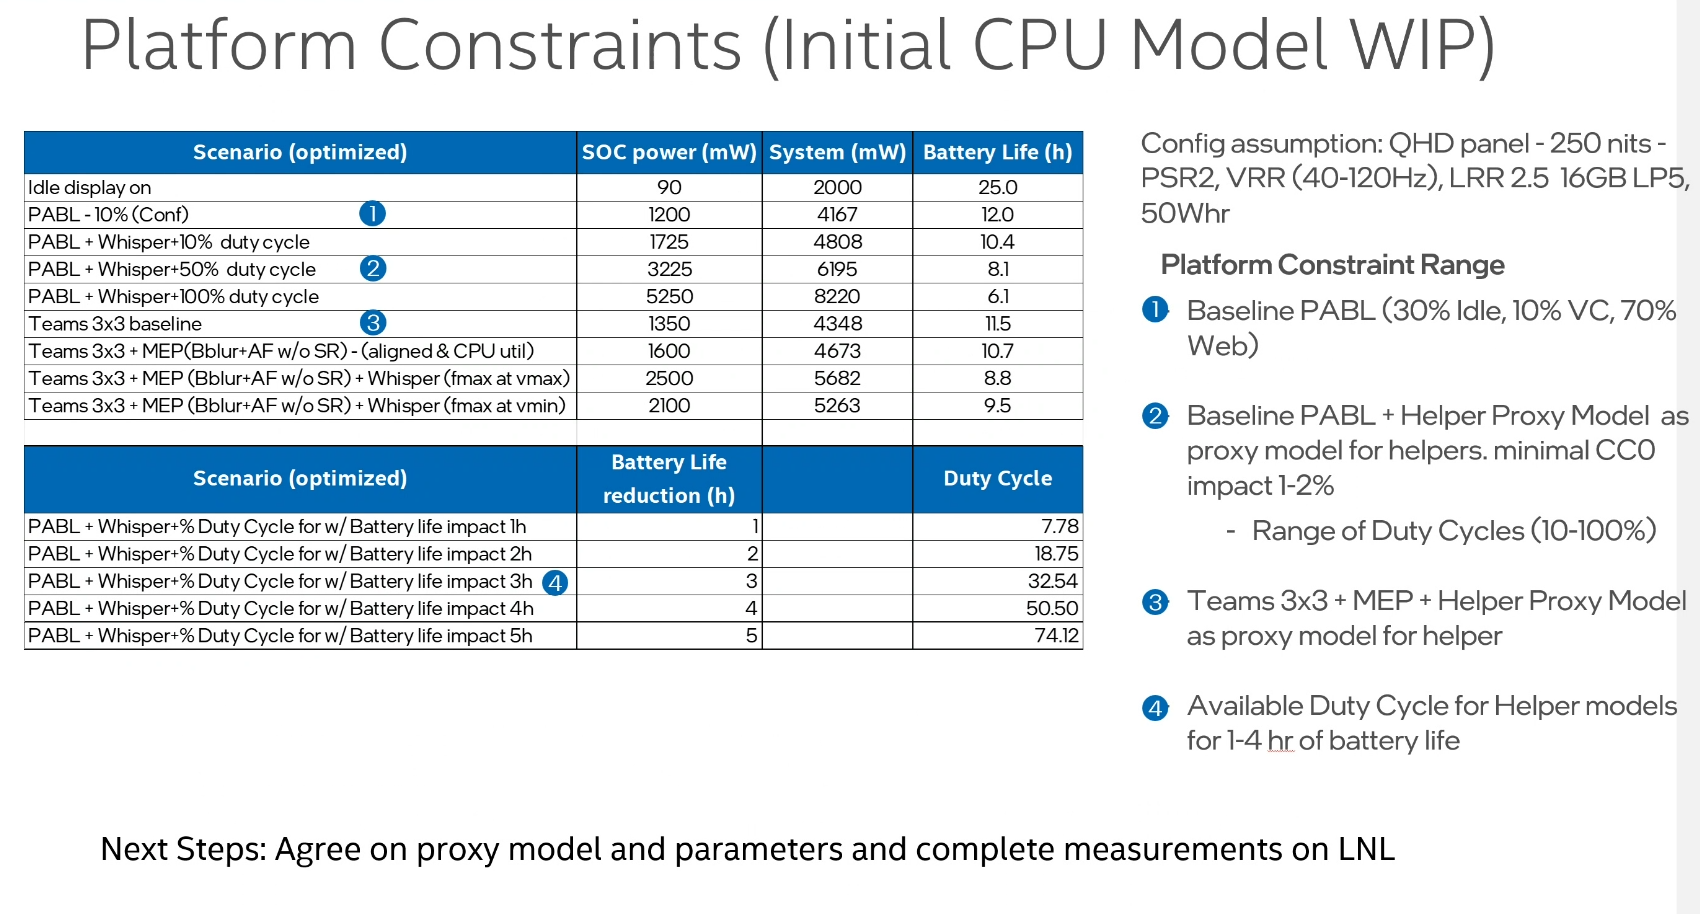 Platform Constraints (Initial CPU Model WIP)
Scenario (optimized) SOC power (mW) System (mW) Battery Life (h)
Idle display on 90 2000 25.0
PABL - 10% (Conf) 1 1200 4167 12.0
PABL + Whisper+10% duty cycle 1725 4808 10.4
PABL + Whisper+50% duty cycle 2 3225 6195 8.1
PABL + Whisper+100% duty cycle 5250 8220 6.1
Teams 3x3 baseline 3 1350 4348 11.5
Teams 3x3 + MEP(Bblur+AF w/o SR) - (aligned & CPU util) 1600 4673 10.7
Teams 3x3 + MEP (Bblur+AF w/o SR) + Whisper (fmax at vmax) 2500 5682 8.8
Teams 3x3 + MEP (Bblur+AF w/o SR) + Whisper (fmax at vmin) 2100 5263 9.5
Scenario (optimized) Battery Life reduction (h) Duty Cycle
PABL + Whisper+% Duty Cycle for w/ Battery life impact 1h 1 7.78
PABL + Whisper+% Duty Cycle for w/ Battery life impact 2h 2 18.75
PABL + Whisper+% Duty Cycle for w/ Battery life impact 3h 4 3 32.54
PABL + Whisper+% Duty Cycle for w/ Battery life impact 4h 4 50.50
PABL + Whisper+% Duty Cycle for w/ Battery life impact 5h 5 74.12
Config assumption: QHD panel - 250 nits -
PSR2, VRR (40-120Hz), LRR 2.5 16GB LP5,
50Whr
Platform Constraint Range
1 Baseline PABL (30% Idle, 10% VC, 70%
Web)
2 Baseline PABL + Helper Proxy Model as
proxy model for helpers. minimal CC0
impact 1-2%
- Range of Duty Cycles (10-100%)
3 Teams 3x3 + MEP + Helper Proxy Model
as proxy model for helper
4 Available Duty Cycle for Helper models
for 1-4 hr of battery life
Next Steps: Agree on proxy model and parameters and complete measurements on LNL